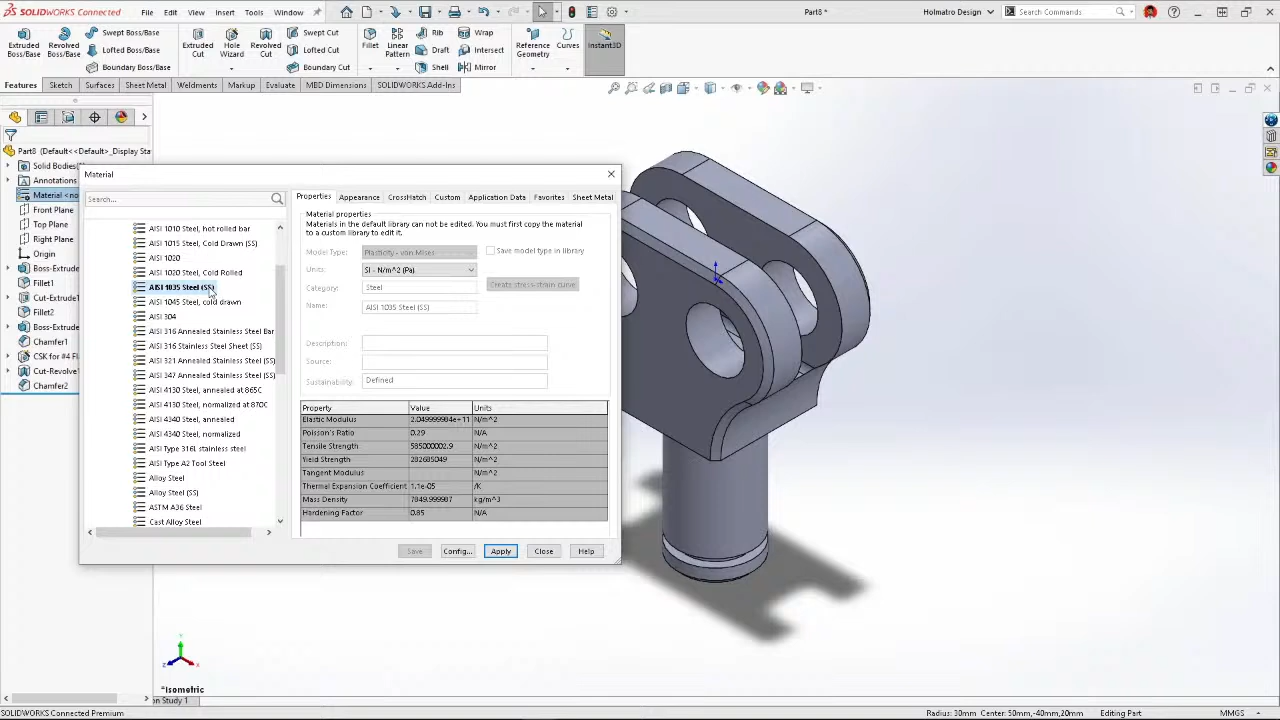 SOLIDWORKS Connected File Edit View Insert Tools Window Part8 * Holmatro Design Search Commands
Extruded Boss/Base
Revolved Boss/Base
Swept Boss/Base
Lofted Boss/Base
Boundary Boss/Base
Extruded Cut
Hole Wizard
Revolved Cut
Swept Cut
Lofted Cut
Boundary Cut
Fillet
Linear Pattern
Rib
Draft
Shell
Wrap
Intersect
Mirror
Reference Geometry
Curves
Instant3D
Features Sketch Surfaces Sheet Metal Weldments Markup Evaluate MBD Dimensions SOLIDWORKS Add-Ins
Part8 (Default<<Default>_Display Sta
Solid Bodies(
Annotations
Material <no
Front Plane
Top Plane
Right Plane
Origin
Boss-Extrude
Fillet1
Cut-Extrude1
Fillet2
Boss-Extrude
Chamfer1
CSK for #4 Fl
Cut-Revolve1
Chamfer2
Material
Search...
AISI 1010 Steel, hot rolled bar
AISI 1015 Steel, Cold Drawn (SS)
AISI 1020
AISI 1020 Steel, Cold Rolled
AISI 1035 Steel (SS)
AISI 1045 Steel, cold drawn
AISI 304
AISI 316 Annealed Stainless Steel Bar
AISI 316 Stainless Steel Sheet (SS)
AISI 321 Annealed Stainless Steel (SS)
AISI 347 Annealed Stainless Steel (SS)
AISI 4130 Steel, annealed at 865C
AISI 4130 Steel, normalized at 870C
AISI 4340 Steel, annealed
AISI 4340 Steel, normalized
AISI Type 316L stainless steel
AISI Type A2 Tool Steel
Alloy Steel
Alloy Steel (SS)
ASTM A36 Steel
Cast Alloy Steel
Properties Appearance CrossHatch Custom Application Data Favorites Sheet Metal
Material properties
Materials in the default library can not be edited. You must first copy the material
to a custom library to edit it.
Model Type: Plasticity - von Mises Save model type in library
Units: SI - N/m^2 (Pa)
Category: Steel Create stress-strain curve
Name: AISI 1035 Steel (SS)
Description:
Source:
Sustainability: Defined
Property Value Units
Elastic Modulus 2.049999984e+11 N/m^2
Poisson's Ratio 0.29 N/A
Tensile Strength 585000002.9 N/m^2
Yield Strength 282685049 N/m^2
Tangent Modulus N/m^2
Thermal Expansion Coefficient 1.1e-05 /K
Mass Density 7849.999987 kg/m^3
Hardening Factor 0.85 N/A
Save Config... Apply Close Help
Y
Z X
*Isometric
on Study 1
SOLIDWORKS Connected Premium Radius: 30mm Center: 50mm,-40mm,20mm Editing Part MMGS